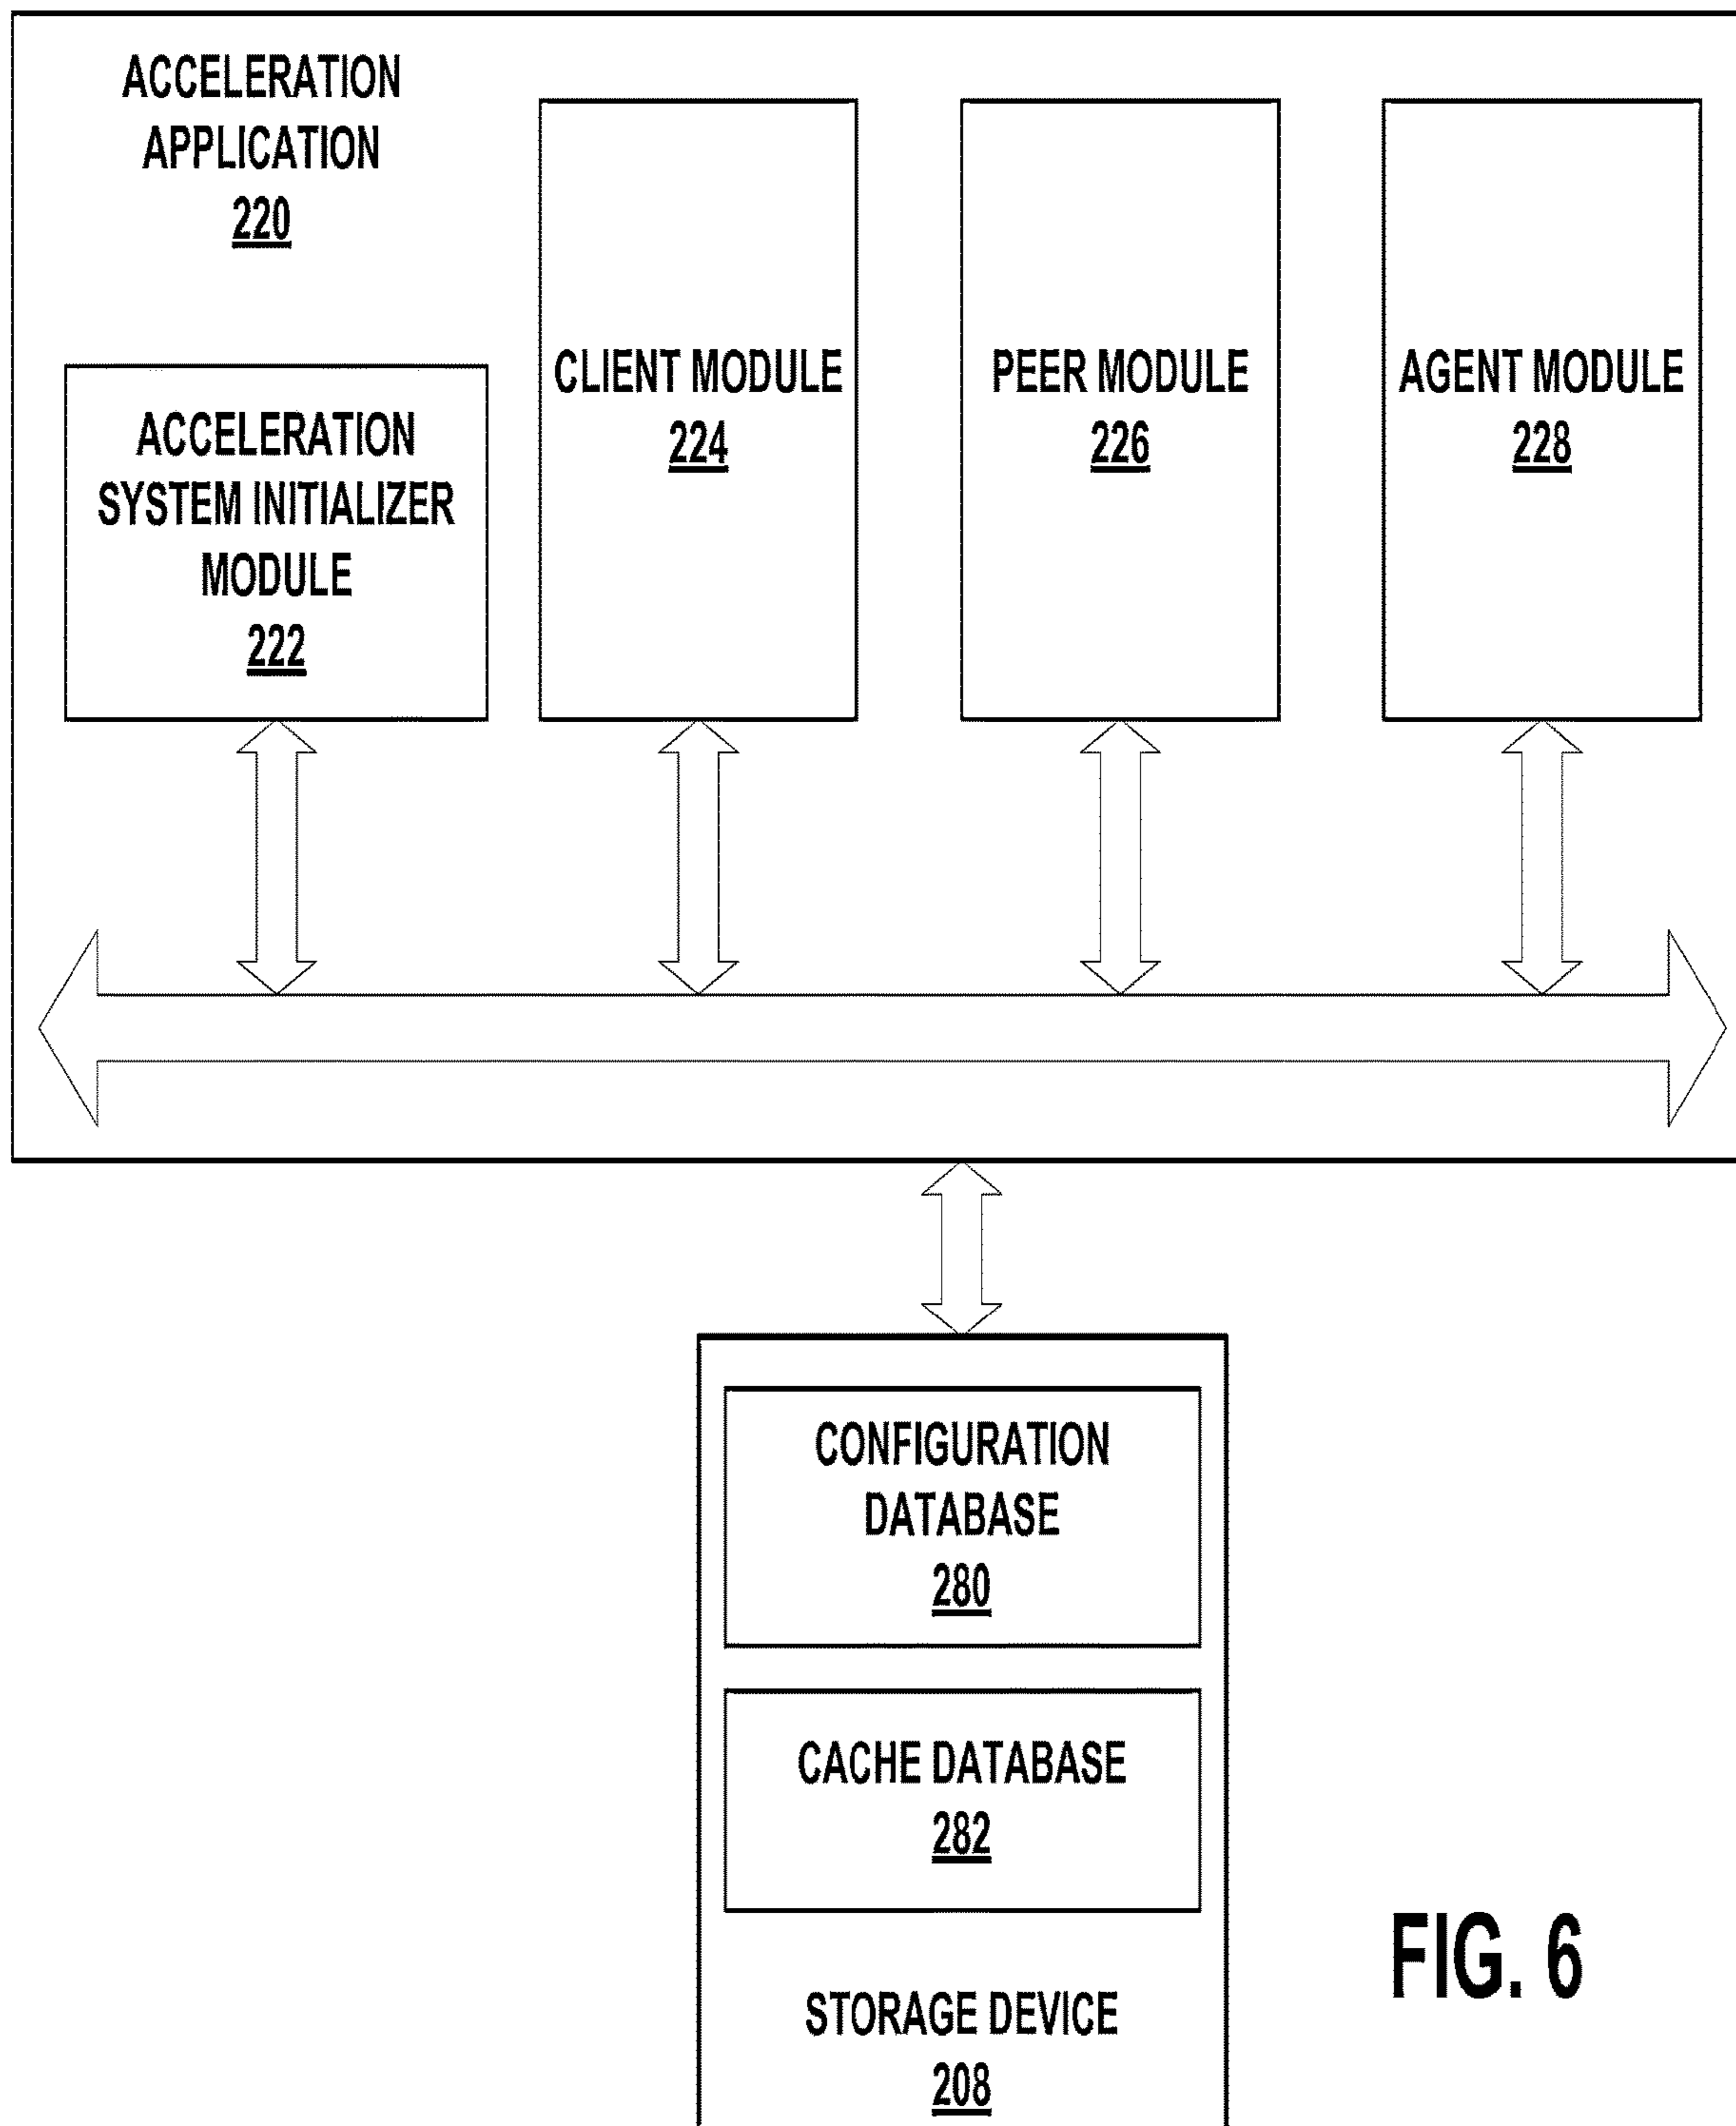 ACCELERATION
APPLICATION
220
ACCELERATION
SYSTEM INITIALIZER
MODULE
222
CLIENT MODULE
224
PEER MODULE
226
AGENT MODULE
228
CONFIGURATION
DATABASE
280
CACHE DATABASE
282
STORAGE DEVICE
208
FIG. 6